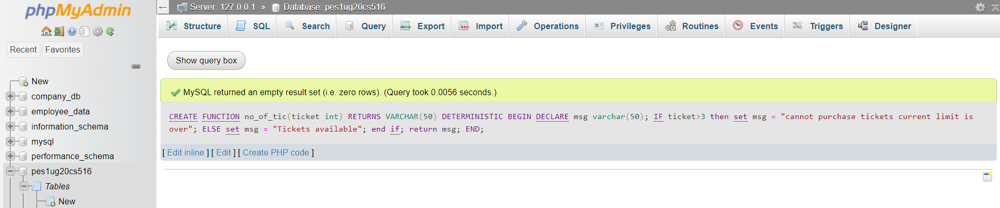 phpMyAdmin
Recent Favorites
New
company_db
employee_data
information_schema
mysql
performance_schema
pes1ug20cs516
Tables
New
Server: 127.0.0.1 » Database: pes1ug20cs516
Structure SQL Search Query Export Import Operations Privileges Routines Events Triggers Designer
Show query box
MySQL returned an empty result set (i.e. zero rows). (Query took 0.0056 seconds.)
CREATE FUNCTION no_of_tic(ticket int) RETURNS VARCHAR(50) DETERMINISTIC BEGIN DECLARE msg varchar(50); IF ticket>3 then set msg = "cannot purchase tickets current limit is
over"; ELSE set msg = "Tickets available"; end if; return msg; END;
[ Edit inline ] [ Edit ] [ Create PHP code ]